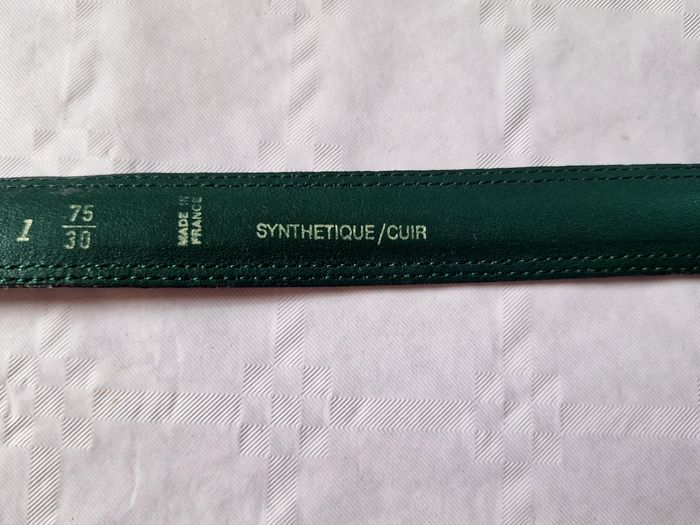 1
75
30
MADE IN
FRANCE
SYNTHETIQUE/CUIR